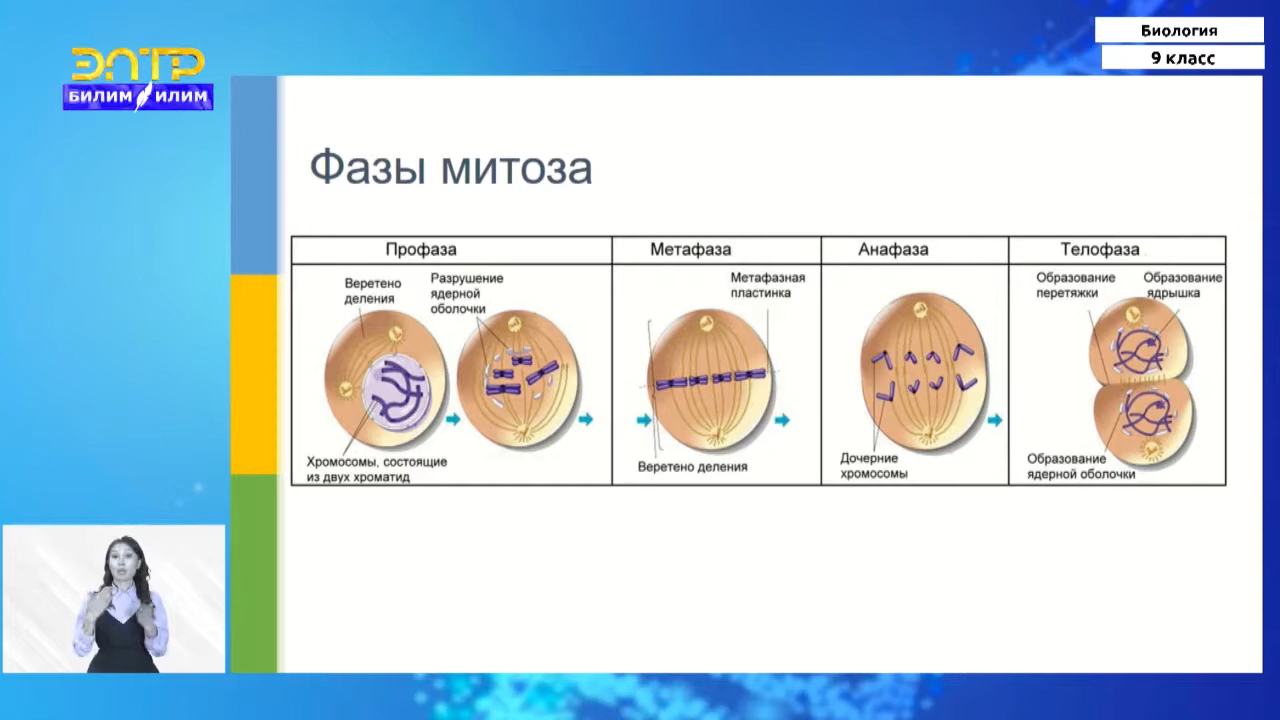 Биология
9 класс
ЭЛТР
БИЛИМ ИЛИМ
Фазы митоза
Профаза
Метафаза
Анафаза
Телофаза
Веретено
деления
Разрушение
ядерной
оболочки
Хромосомы, состоящие
из двух хроматид
Метафазная
пластинка
Веретено деления
Дочерние
хромосомы
Образование
перетяжки
Образование
ядрышка
Образование
ядерной оболочки